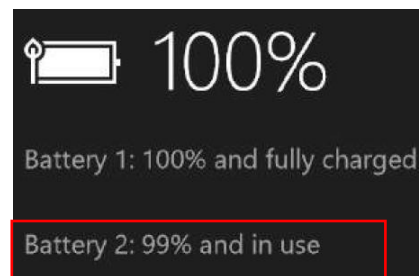 100%
Battery 1: 100% and fully charged
Battery 2: 99% and in use